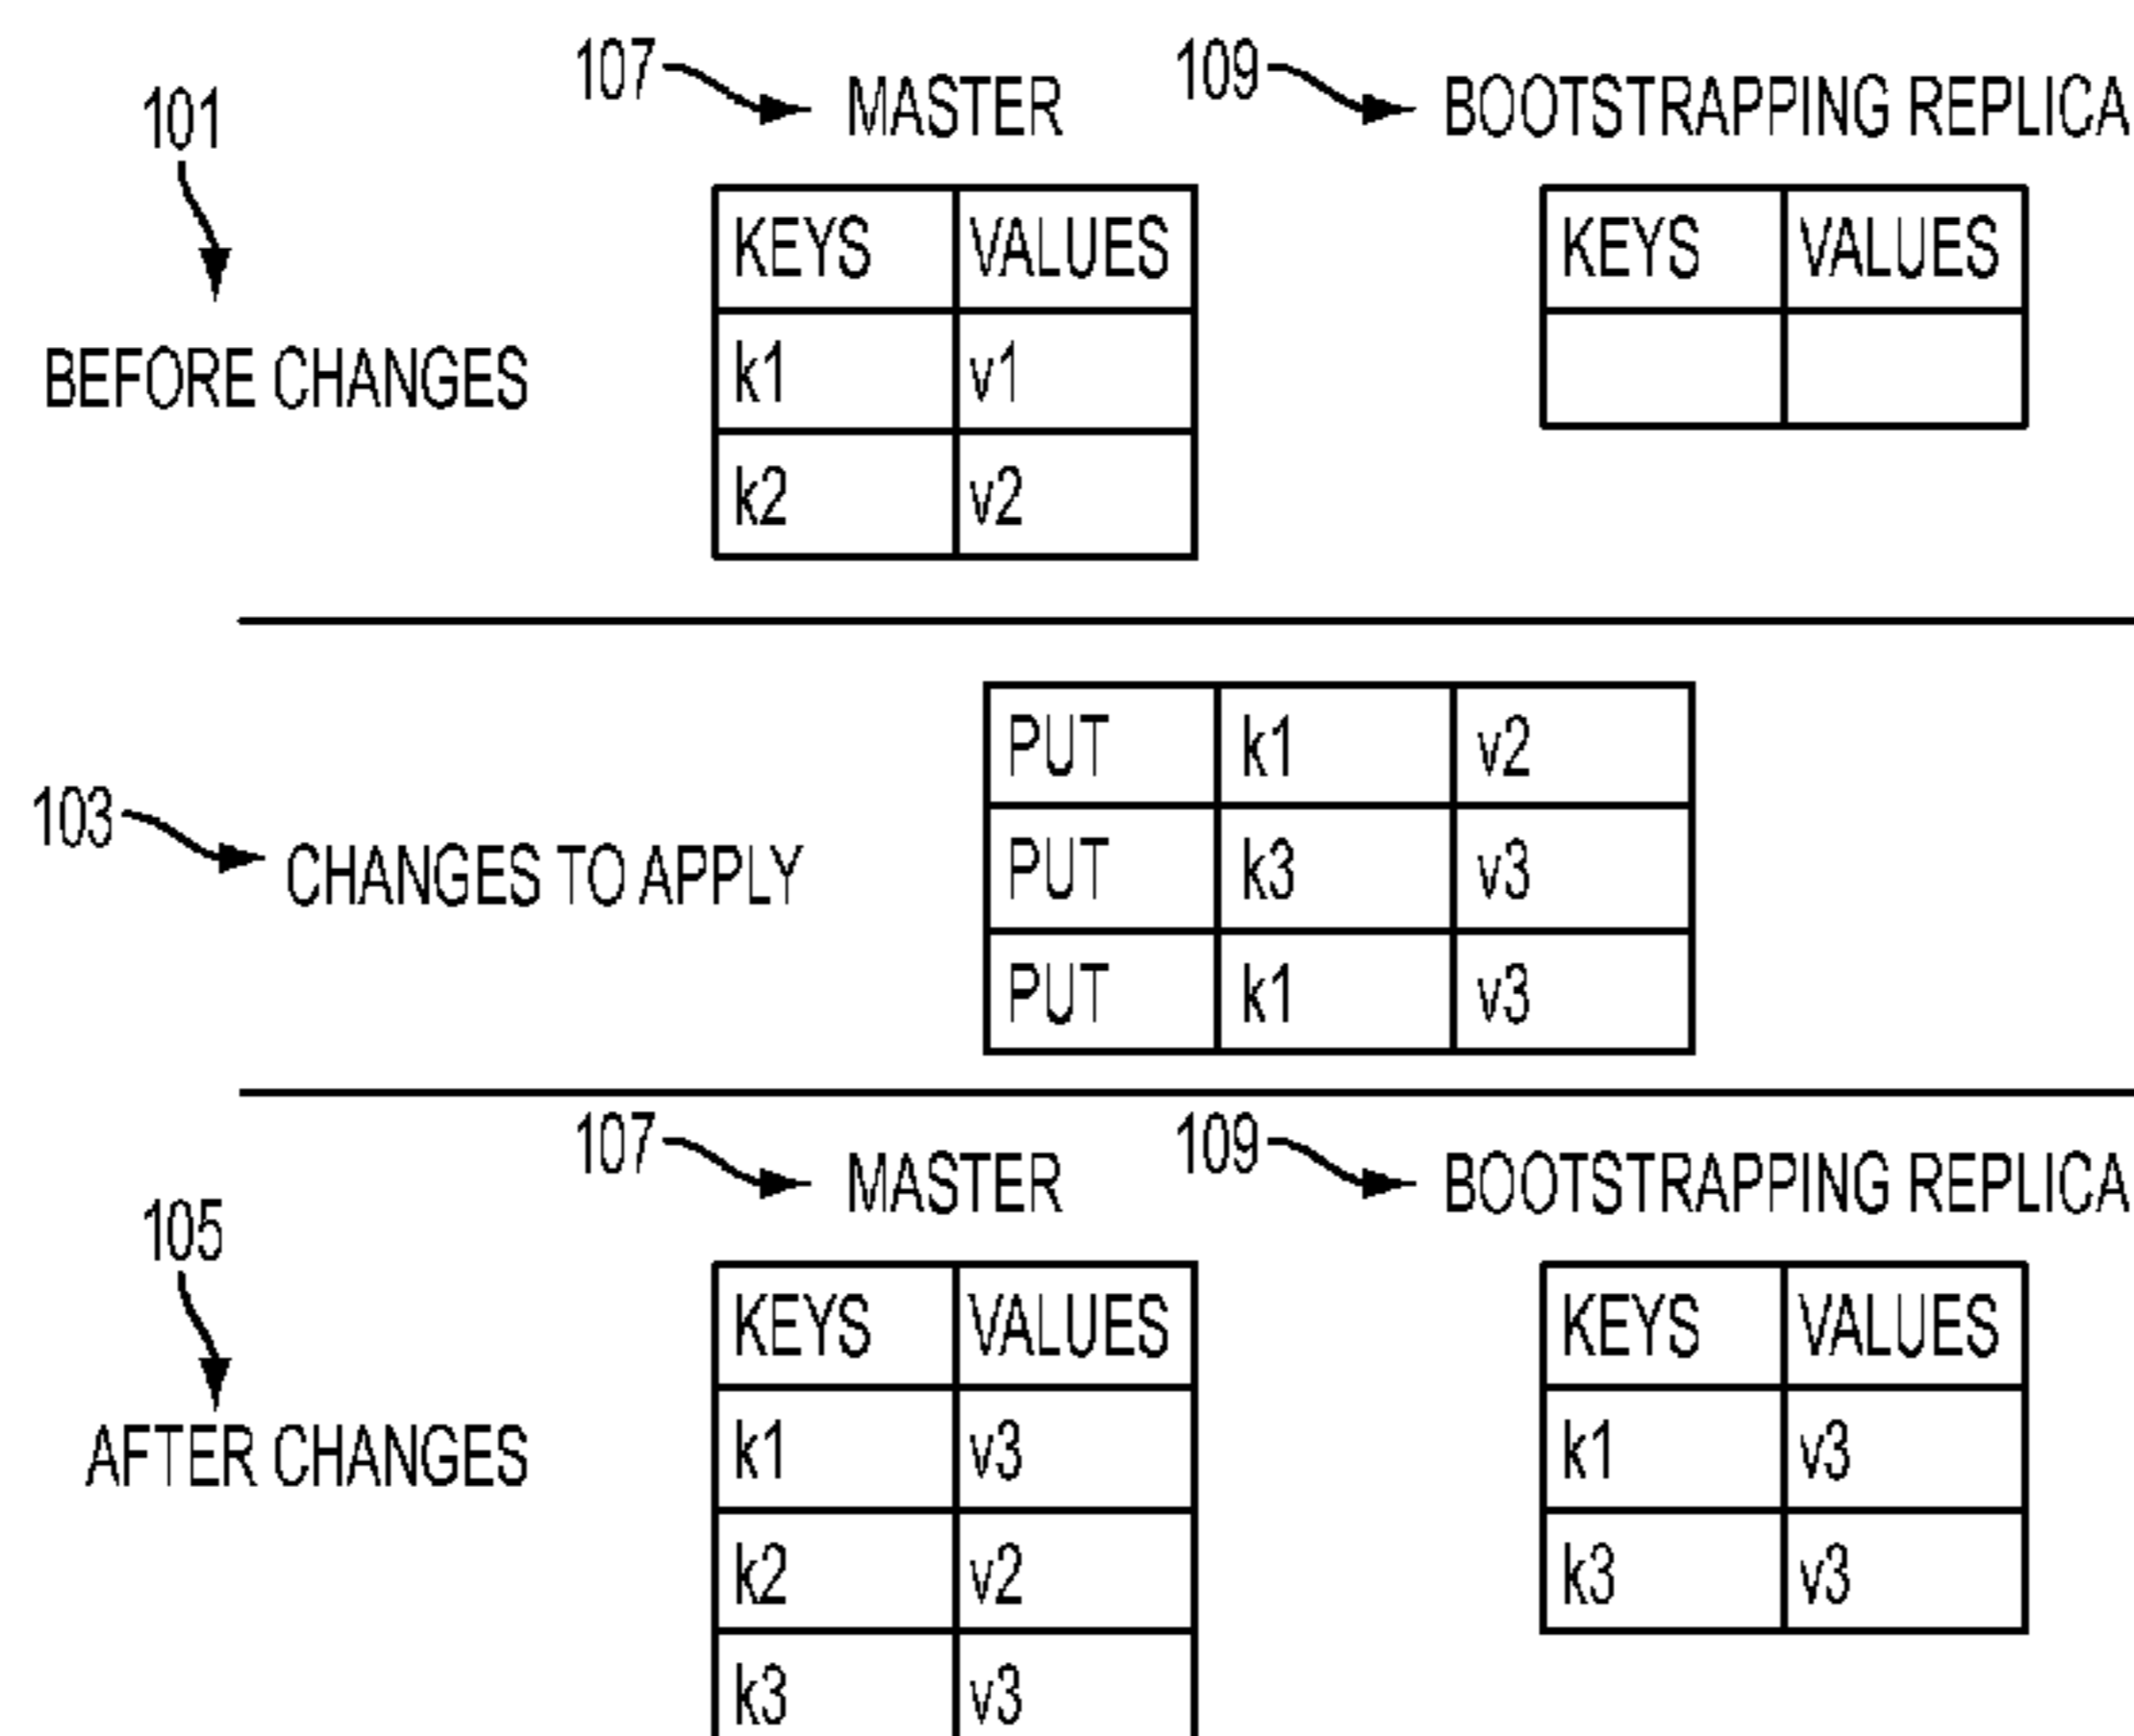 107 MASTER 109 BOOTSTRAPPING REPLICA
101
KEYS VALUES KEYS VALUES
BEFORE CHANGES k1 v1
k2 v2
PUT k1 v2
103 CHANGES TO APPLY PUT k3 v3
PUT k1 v3
107 MASTER 109 BOOTSTRAPPING REPLICA
105
KEYS VALUES KEYS VALUES
AFTER CHANGES k1 v3 k1 v3
k2 v2 k3 v3
k3 v3